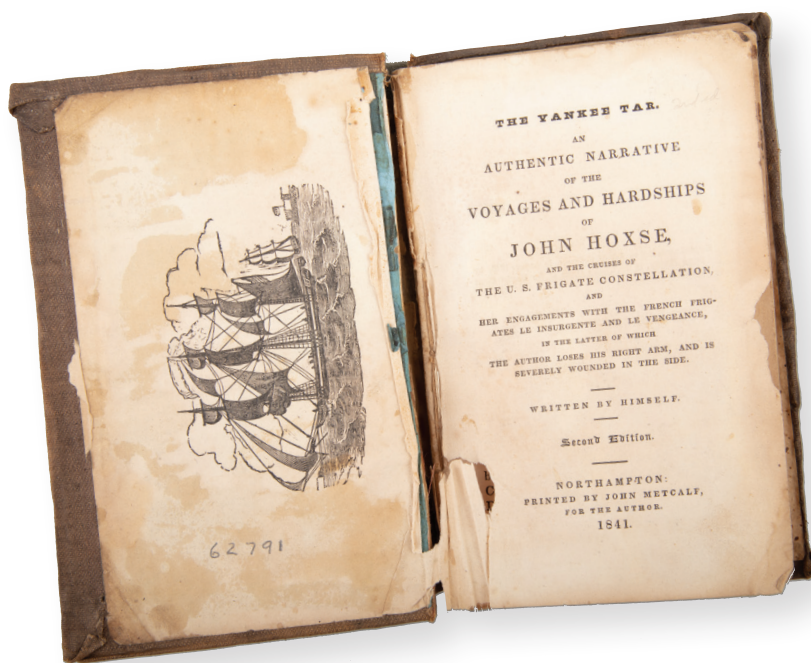 62791
THE YANKEE TAR.
AN
AUTHENTIC NARRATIVE
OF THE
VOYAGES AND HARDSHIPS
OF
JOHN HOXSE,
AND THE CRUISES OF
THE U. S. FRIGATE CONSTELLATION,
AND
HER ENGAGEMENTS WITH THE FRENCH FRIG-
ATES LE INSURGENTE AND LE VENGEANCE,
IN THE LATTER OF WHICH
THE AUTHOR LOSES HIS RIGHT ARM, AND IS
SEVERELY WOUNDED IN THE SIDE.
WRITTEN BY HIMSELF.
Second Edition.
NORTHAMPTON:
PRINTED BY JOHN METCALF,
FOR THE AUTHOR.
1841.